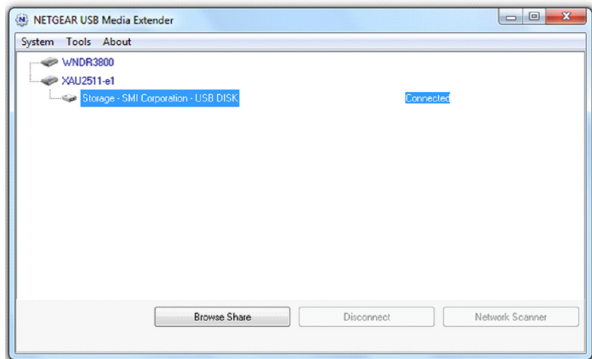 NETGEAR USB Media Extender
System Tools About
WNDR3800
XAU2511-e1
Storage - SMI Corporation - USB DISK Connected
Browse Share Disconnect Network Scanner